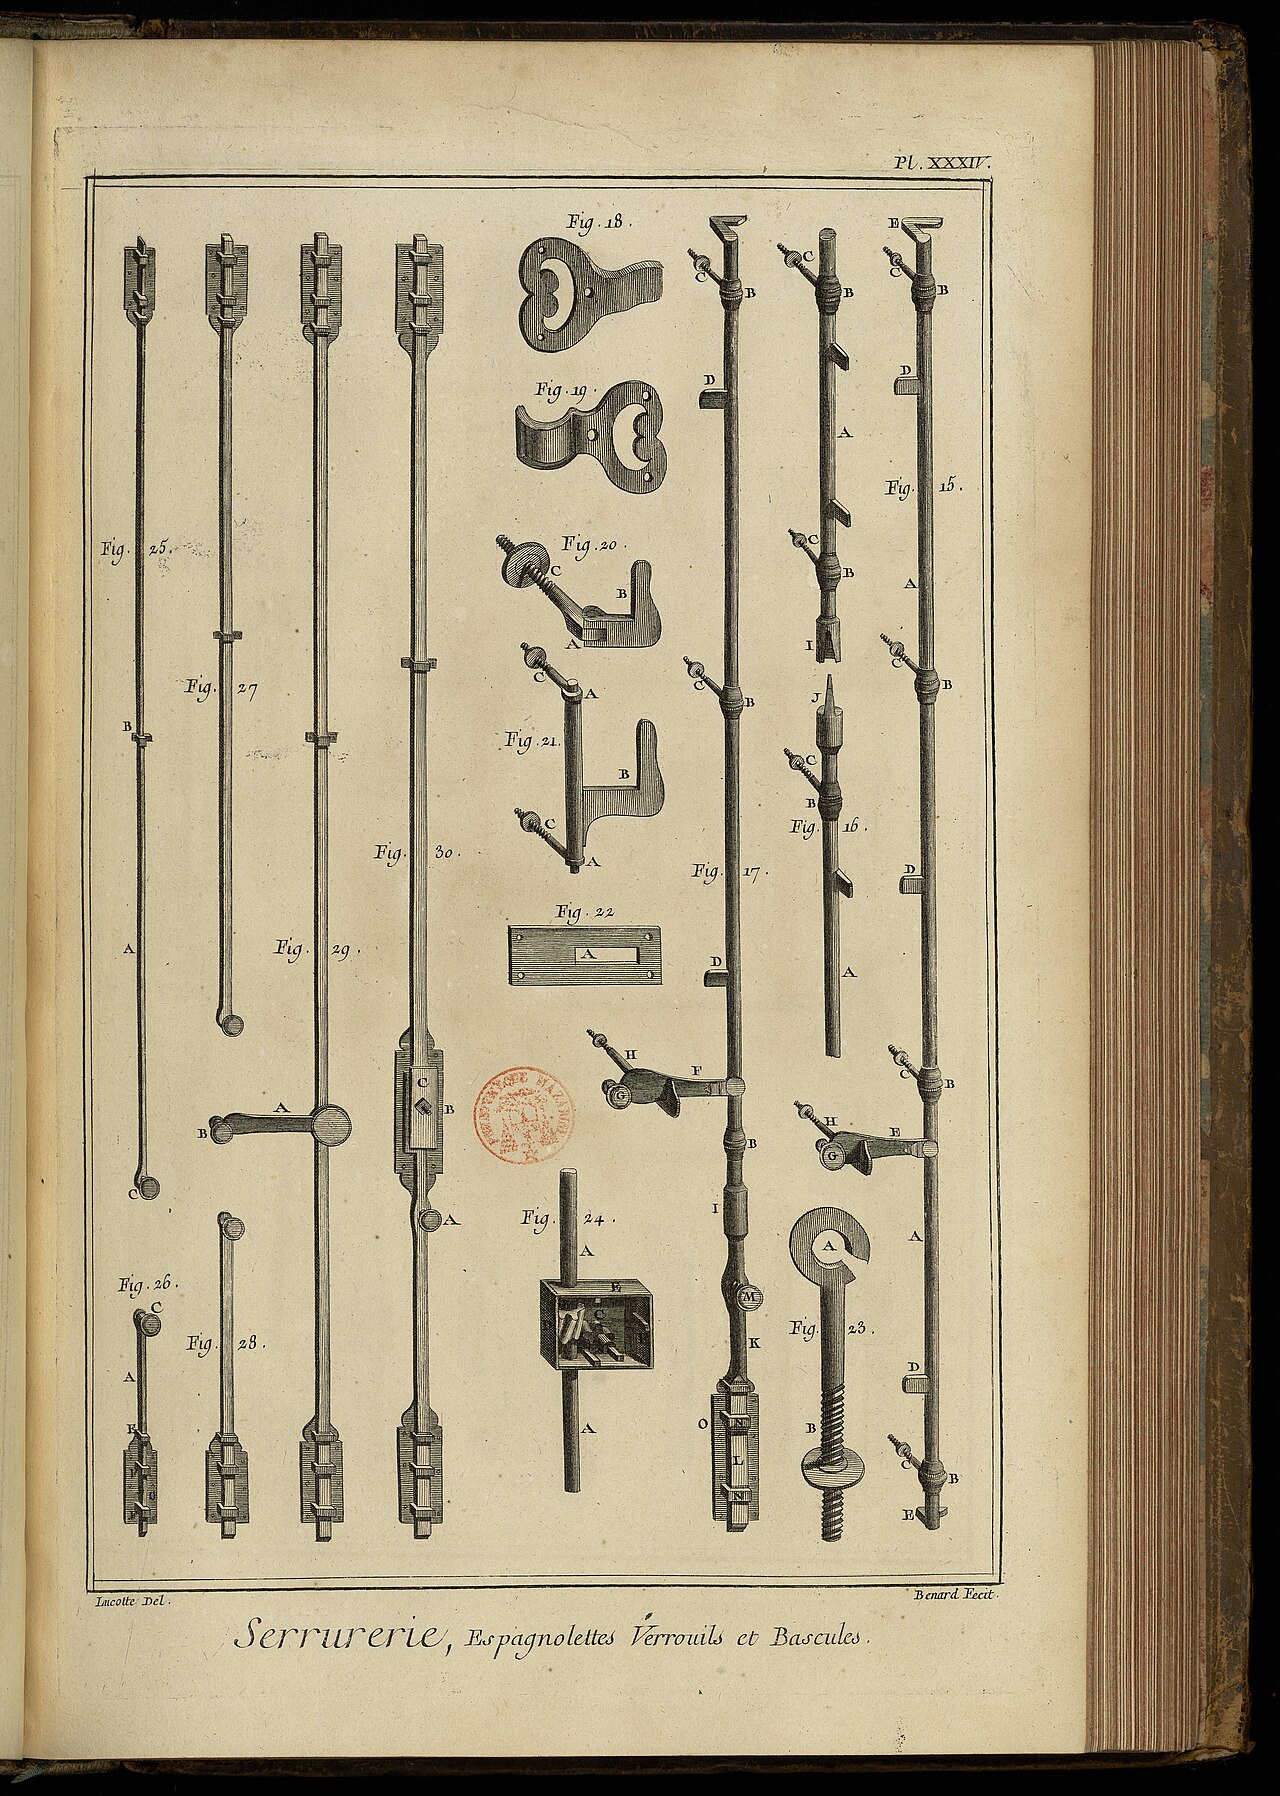 Pl. XXXIV.
Fig. 18.
E
C
B
C
B
C
B
D
D
Fig. 19.
A
Fig. 15.
Fig. 25.
Fig. 20.
C
B
A
C
B
I
A
C
B
Fig. 27
C
A
C
B
J
B
Fig. 21.
B
C
B
C
A
Fig. 16.
Fig. 30.
Fig. 17.
D
Fig. 22
A
Fig. 29.
A
D
A
H
F
G
C
B
C
B
A
B
H
E
G
B
C
A
Fig. 24.
A
I
A
A
Fig. 26.
C
E
C
M
Fig. 28.
Fig. 23.
K
A
D
E
O
N
L
N
B
A
C
B
E
Lucotte Del.
Benard Fecit.
Serrurerie, Espagnolettes Verrouils et Bascules.